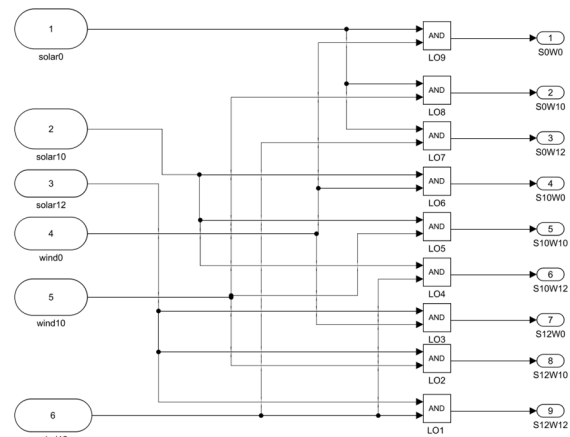 1
solar0
AND
LO9
1
S0W0
AND
LO8
2
S0W10
2
solar10
AND
LO7
3
S0W12
3
solar12
AND
LO6
4
S10W0
4
wind0
AND
LO5
5
S10W10
AND
LO4
6
S10W12
5
wind10
AND
LO3
7
S12W0
AND
LO2
8
S12W10
6
AND
LO1
9
S12W12